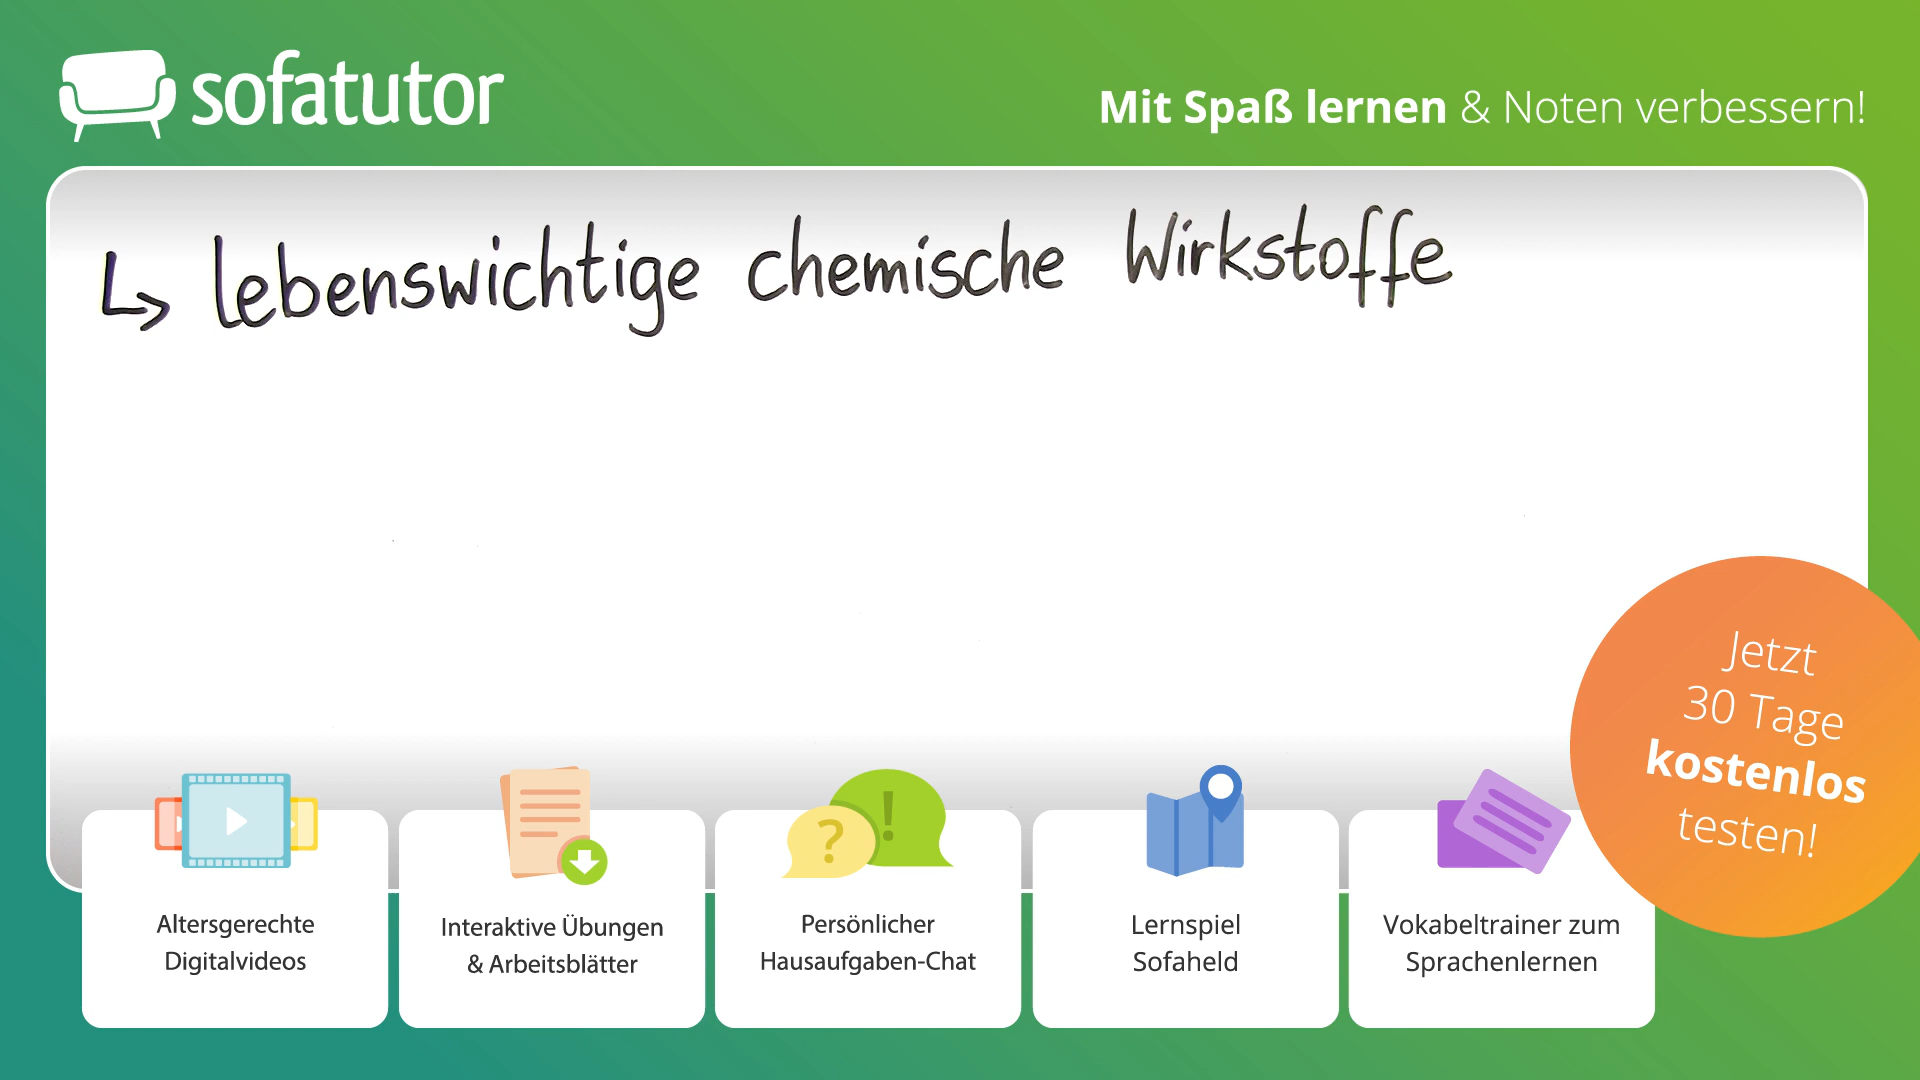 sofatutor
Mit Spaß lernen & Noten verbessern!
↳ lebenswichtige chemische Wirkstoffe
Jetzt
30 Tage
kostenlos
testen!
? !
Altersgerechte
Digitalvideos
Interaktive Übungen
& Arbeitsblätter
Persönlicher
Hausaufgaben-Chat
Lernspiel
Sofaheld
Vokabeltrainer zum
Sprachenlernen